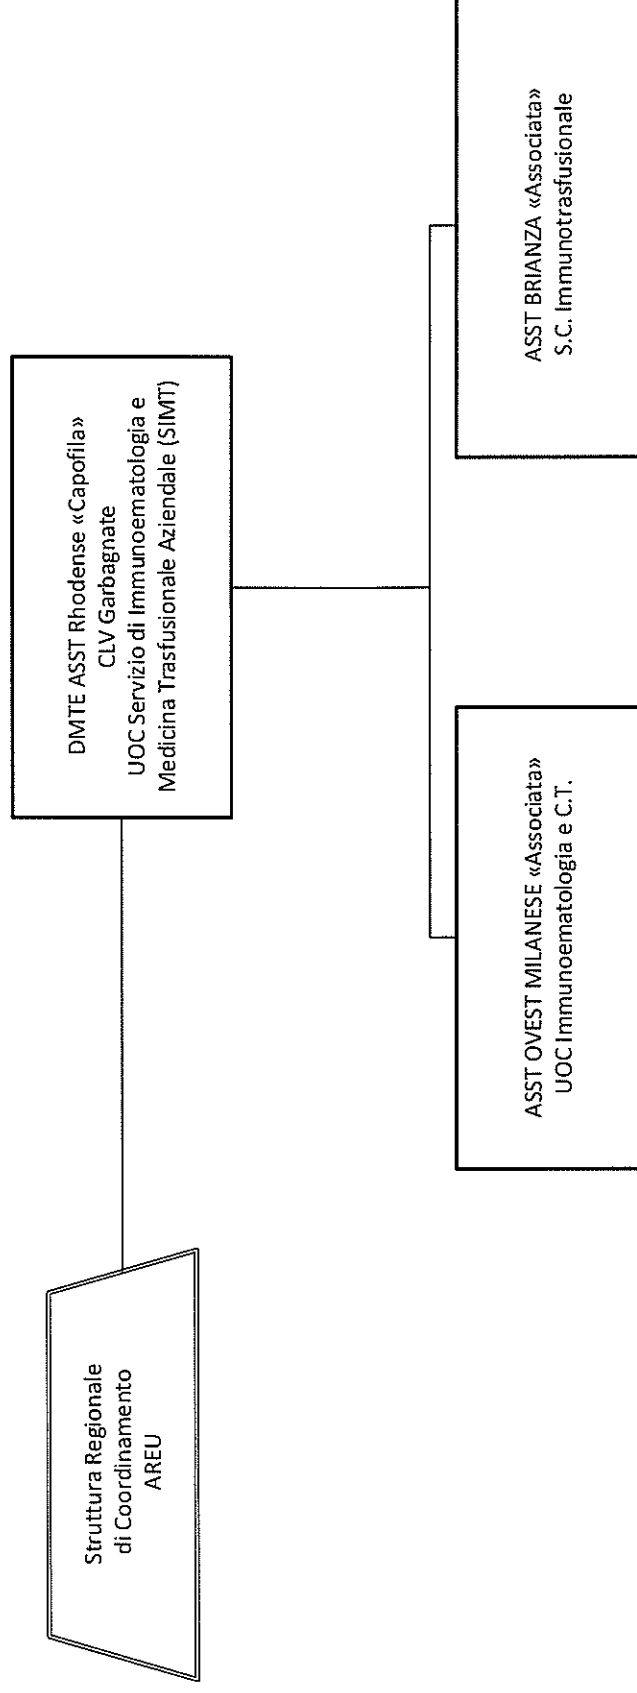 Struttura Regionale
di Coordinamento
AREU
DMTE ASST Rhodense «Capofila»
CLV Garbagnate
UOC Servizio di Immunoematologia e
Medicina Trasfusionale Aziendale (SIMT)
ASST OVEST MILANESE «Associata»
UOC Immunoematologia e C.T.
ASST BRIANZA «Associata»
S.C. Immunotrasfusionale